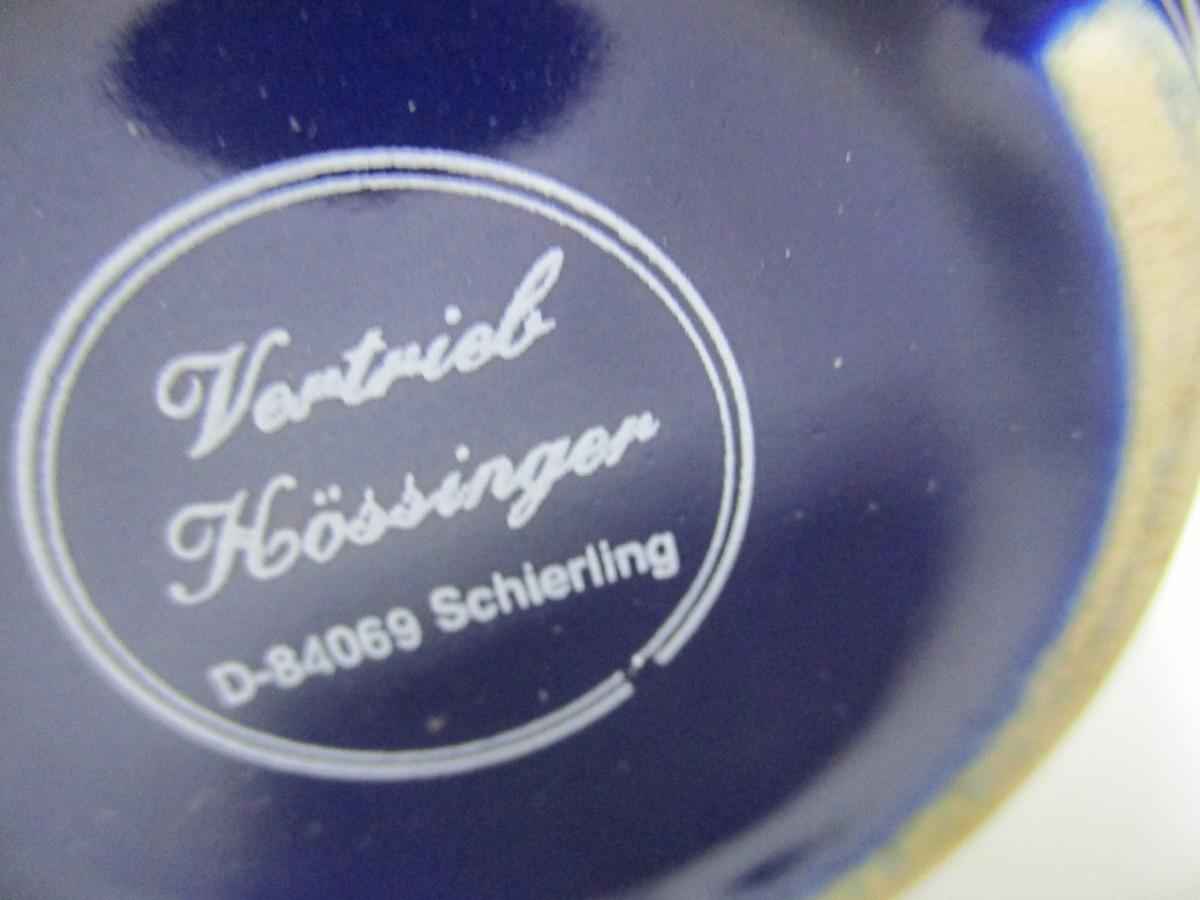 Vertrieb
Hössinger
D-84069 Schierling